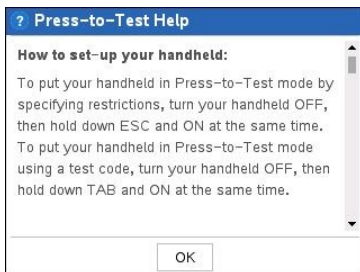 ? Press-to-Test Help
How to set-up your handheld:
To put your handheld in Press-to-Test mode by
specifying restrictions, turn your handheld OFF,
then hold down ESC and ON at the same time.
To put your handheld in Press-to-Test mode
using a test code, turn your handheld OFF, then
hold down TAB and ON at the same time.
OK